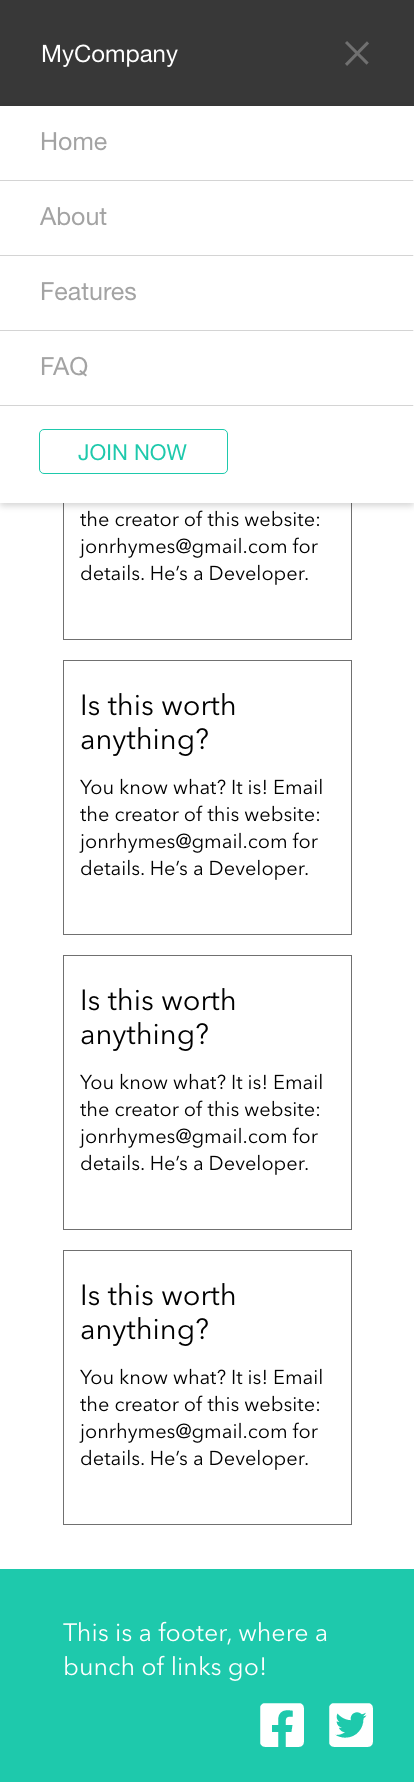 MyCompany
Home
About
Features
FAQ
JOIN NOW
the creator of this website:
jonrhymes@gmail.com for
details. He’s a Developer.
Is this worth
anything?
You know what? It is! Email
the creator of this website:
jonrhymes@gmail.com for
details. He’s a Developer.
Is this worth
anything?
You know what? It is! Email
the creator of this website:
jonrhymes@gmail.com for
details. He’s a Developer.
Is this worth
anything?
You know what? It is! Email
the creator of this website:
jonrhymes@gmail.com for
details. He’s a Developer.
This is a footer, where a
bunch of links go!